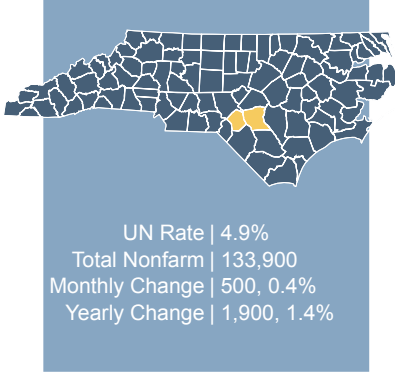 UN Rate | 4.9%
Total Nonfarm | 133,900
Monthly Change | 500, 0.4%
Yearly Change | 1,900, 1.4%